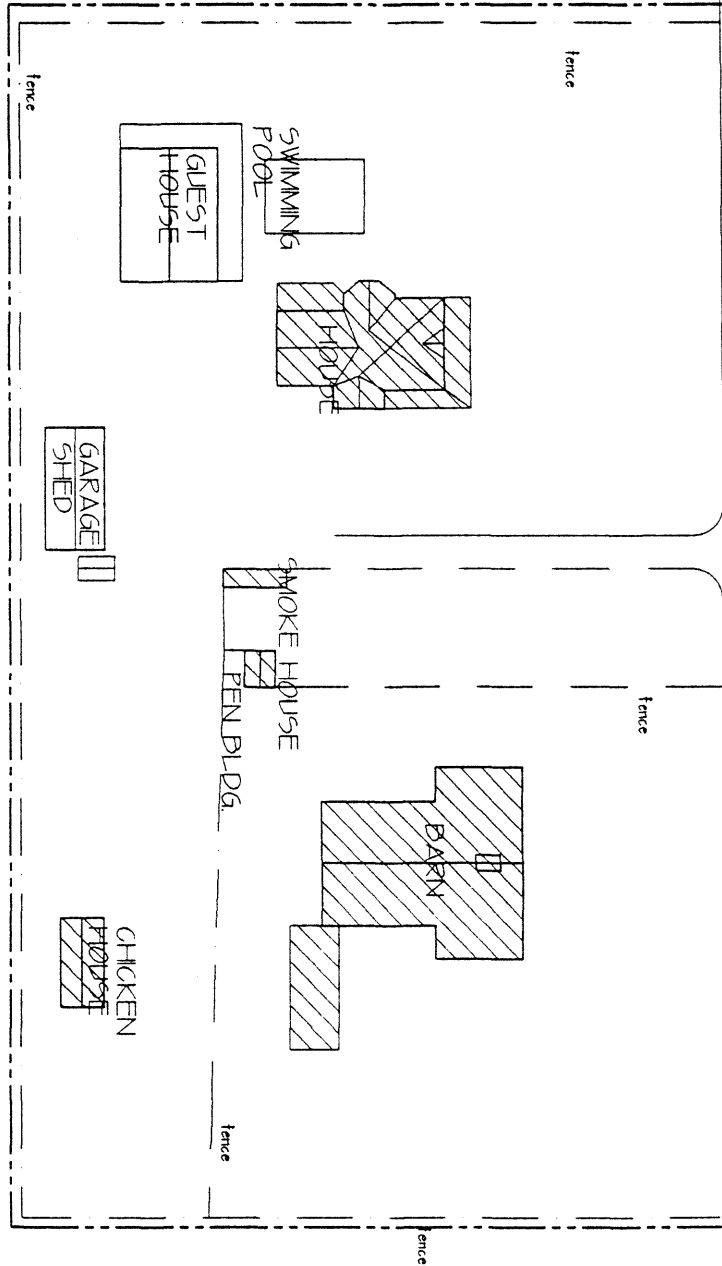 fence
fence
SWIMMING
POOL
GUEST
HOUSE
HOUSE
GARAGE
SHED
SMOKE HOUSE
PEN BLDG.
fence
BARN
CHICKEN
HOUSE
fence
fence